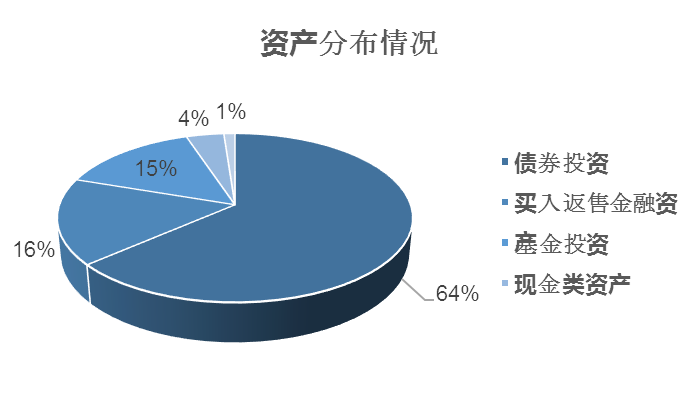 资产分布情况
4%
1%
15%
16%
64%
债券投资
买入返售金融资
产
基金投资
现金类资产